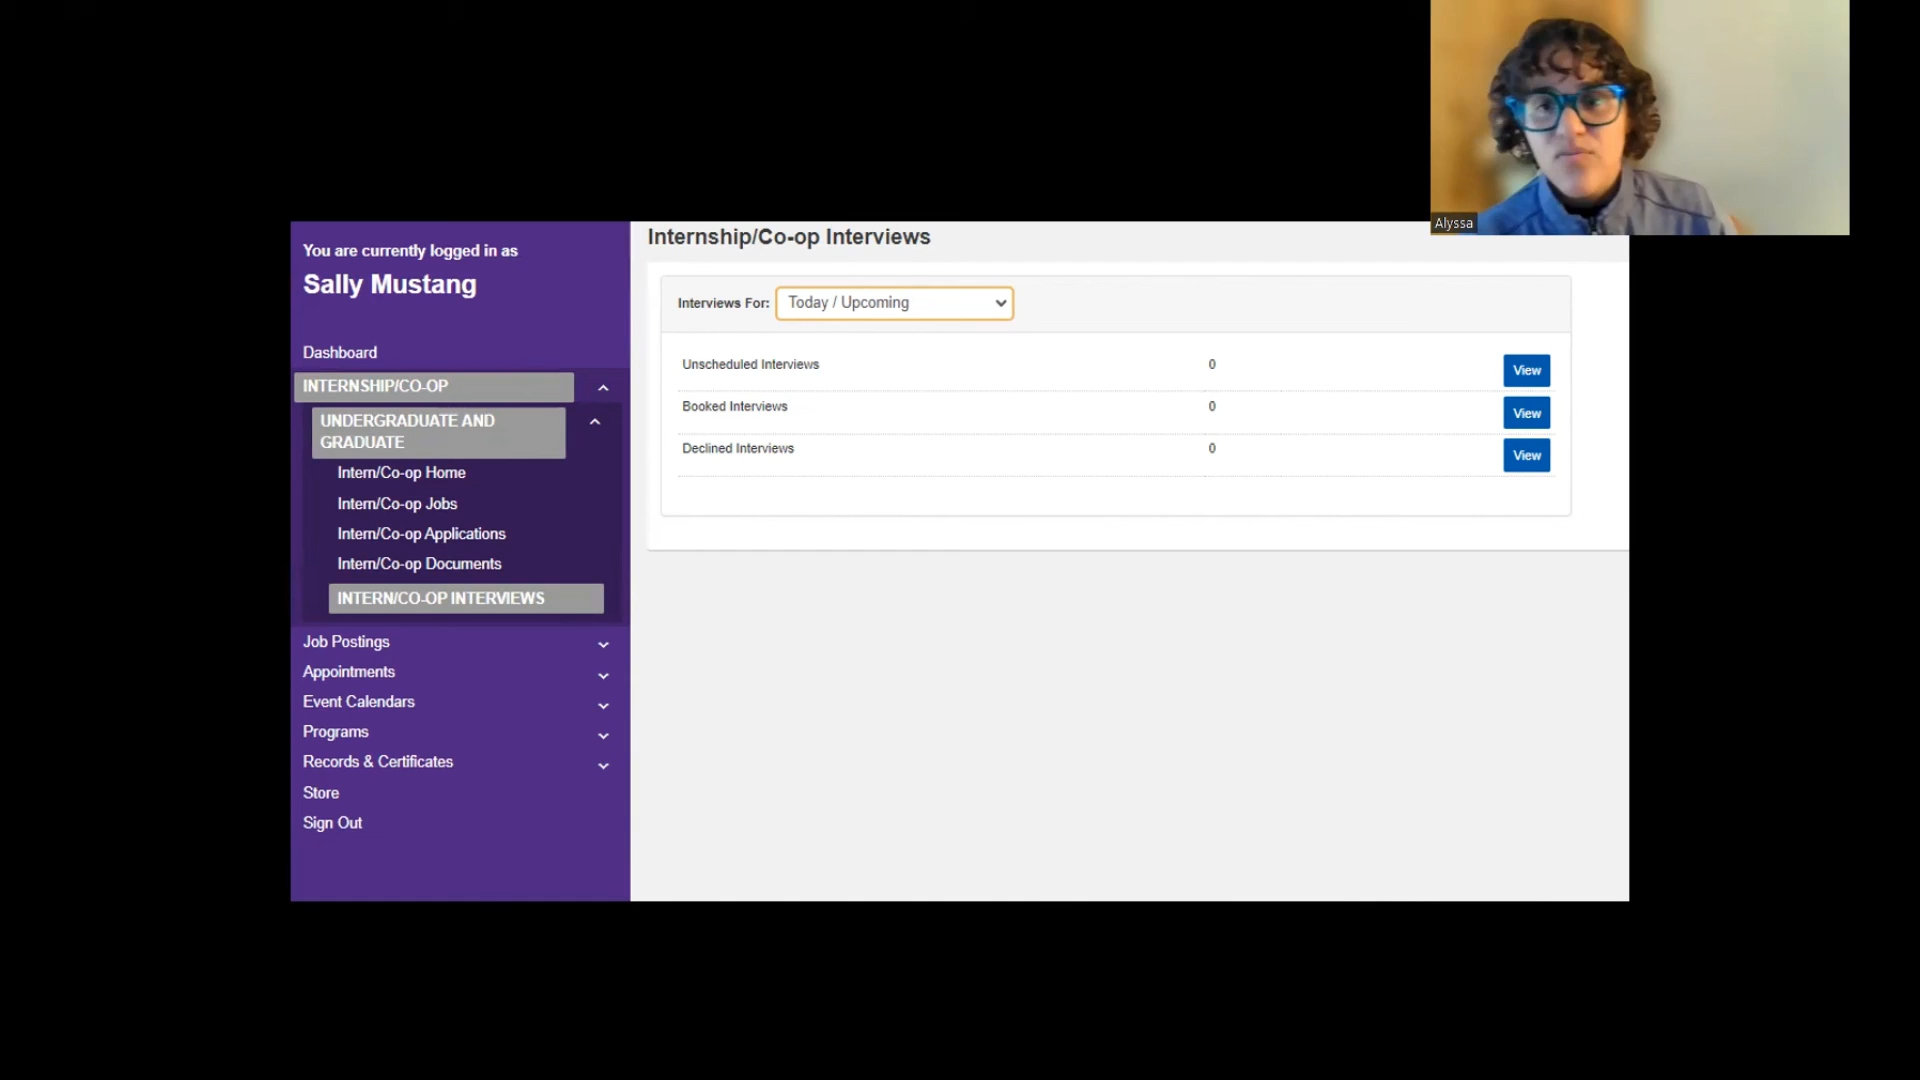 Alyssa
You are currently logged in as
Sally Mustang
Dashboard
INTERNSHIP/CO-OP
UNDERGRADUATE AND
GRADUATE
Intern/Co-op Home
Intern/Co-op Jobs
Intern/Co-op Applications
Intern/Co-op Documents
INTERN/CO-OP INTERVIEWS
Job Postings
Appointments
Event Calendars
Programs
Records & Certificates
Store
Sign Out
Internship/Co-op Interviews
Interviews For: Today / Upcoming
Unscheduled Interviews 0 View
Booked Interviews 0 View
Declined Interviews 0 View